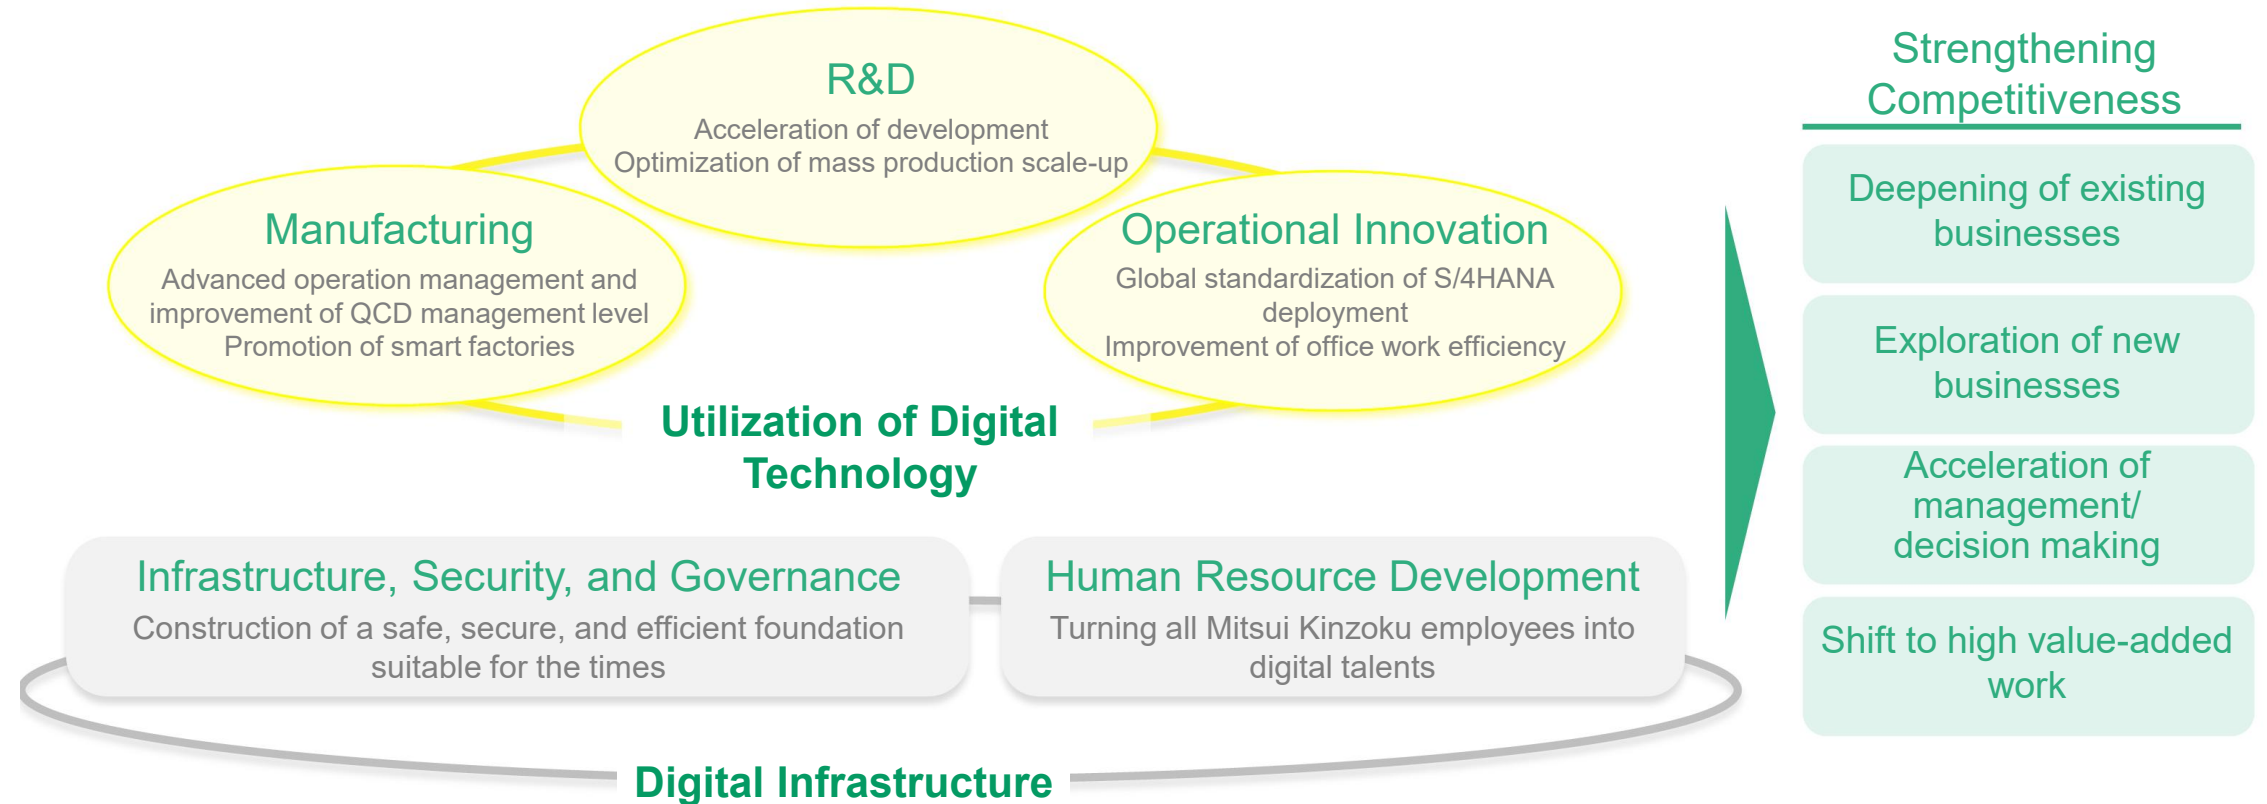 R&D
Acceleration of development
Optimization of mass production scale-up
Manufacturing
Advanced operation management and
improvement of QCD management level
Promotion of smart factories
Operational Innovation
Global standardization of S/4HANA
deployment
Improvement of office work efficiency
Utilization of Digital
Technology
Infrastructure, Security, and Governance
Construction of a safe, secure, and efficient foundation
suitable for the times
Human Resource Development
Turning all Mitsui Kinzoku employees into
digital talents
Digital Infrastructure
Strengthening
Competitiveness
Deepening of existing
businesses
Exploration of new
businesses
Acceleration of
management/
decision making
Shift to high value-added
work